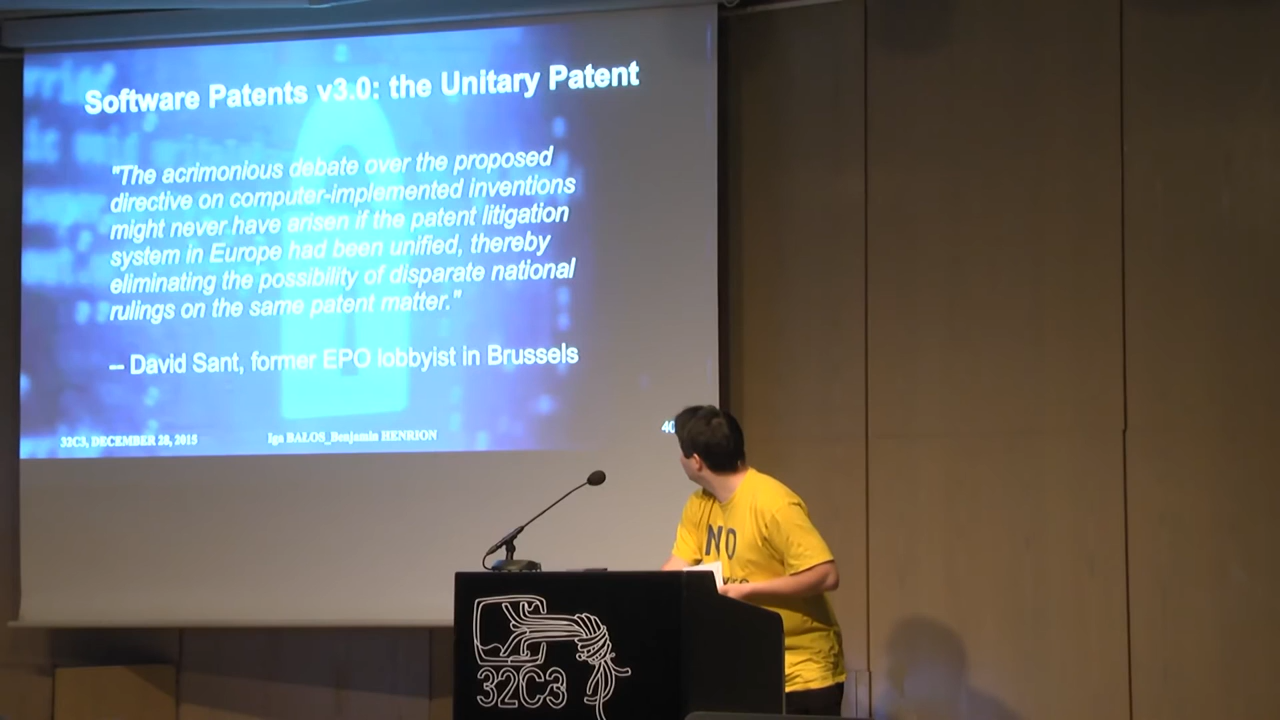 Software Patents v3.0: the Unitary Patent
"The acrimonious debate over the proposed
directive on computer-implemented inventions
might never have arisen if the patent litigation
system in Europe had been unified, thereby
eliminating the possibility of disparate national
rulings on the same patent matter."
– David Sant, former EPO lobbyist in Brussels
32C3, DECEMBER 28, 2015
Iga BAŁOS_Benjamin HENRION
40
NO
32C3